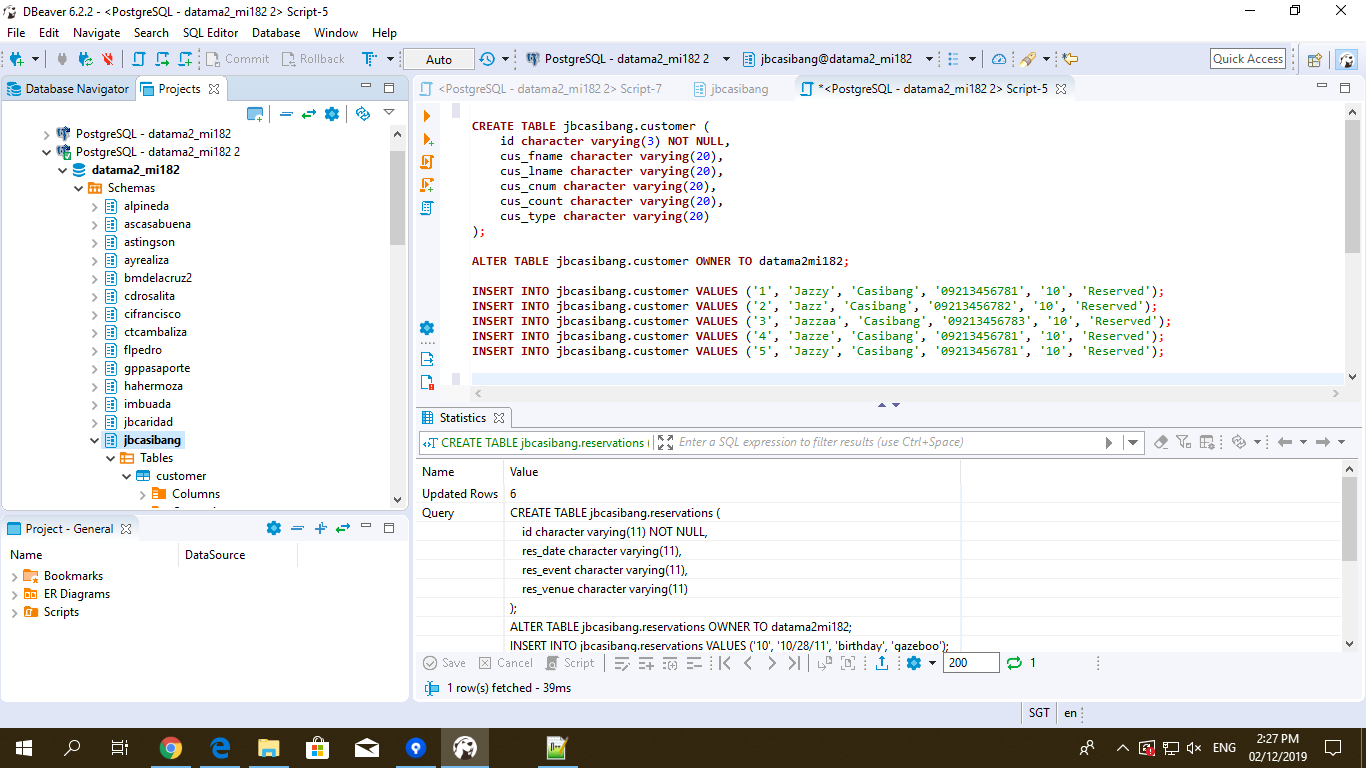 DBeaver 6.2.2 - <PostgreSQL - datama2_mi182 2> Script-5
File Edit Navigate Search SQL Editor Database Window Help
Commit Rollback Auto PostgreSQL - datama2_mi182 2 jbcasibang@datama2_mi182 Quick Access
Database Navigator Projects
PostgreSQL - datama2_mi182
PostgreSQL - datama2_mi182 2
datama2_mi182
Schemas
alpineda
ascasabuena
astingson
ayrealiza
bmdelacruz2
cdrosalita
cifrancisco
ctcambaliza
flpedro
gppasaporte
hahermoza
imbuada
jbcaridad
jbcasibang
Tables
customer
Columns
Project - General
Name DataSource
Bookmarks
ER Diagrams
Scripts
<PostgreSQL - datama2_mi182 2> Script-7 jbcasibang *<PostgreSQL - datama2_mi182 2> Script-5
CREATE TABLE jbcasibang.customer (
id character varying(3) NOT NULL,
cus_fname character varying(20),
cus_lname character varying(20),
cus_cnum character varying(20),
cus_count character varying(20),
cus_type character varying(20)
);
ALTER TABLE jbcasibang.customer OWNER TO datama2mi182;
INSERT INTO jbcasibang.customer VALUES ('1', 'Jazzy', 'Casibang', '09213456781', '10', 'Reserved');
INSERT INTO jbcasibang.customer VALUES ('2', 'Jazz', 'Casibang', '09213456782', '10', 'Reserved');
INSERT INTO jbcasibang.customer VALUES ('3', 'Jazzaa', 'Casibang', '09213456783', '10', 'Reserved');
INSERT INTO jbcasibang.customer VALUES ('4', 'Jazze', 'Casibang', '09213456781', '10', 'Reserved');
INSERT INTO jbcasibang.customer VALUES ('5', 'Jazzy', 'Casibang', '09213456781', '10', 'Reserved');
Statistics
CREATE TABLE jbcasibang.reservations ( Enter a SQL expression to filter results (use Ctrl+Space)
Name Value
Updated Rows 6
Query CREATE TABLE jbcasibang.reservations (
id character varying(11) NOT NULL,
res_date character varying(11),
res_event character varying(11),
res_venue character varying(11)
);
ALTER TABLE jbcasibang.reservations OWNER TO datama2mi182;
INSERT INTO jbcasibang.reservations VALUES ('10', '10/28/11', 'birthday', 'gazeboo');
Save Cancel Script 200 1
1 row(s) fetched - 39ms
SGT en
ENG
2:27 PM
02/12/2019